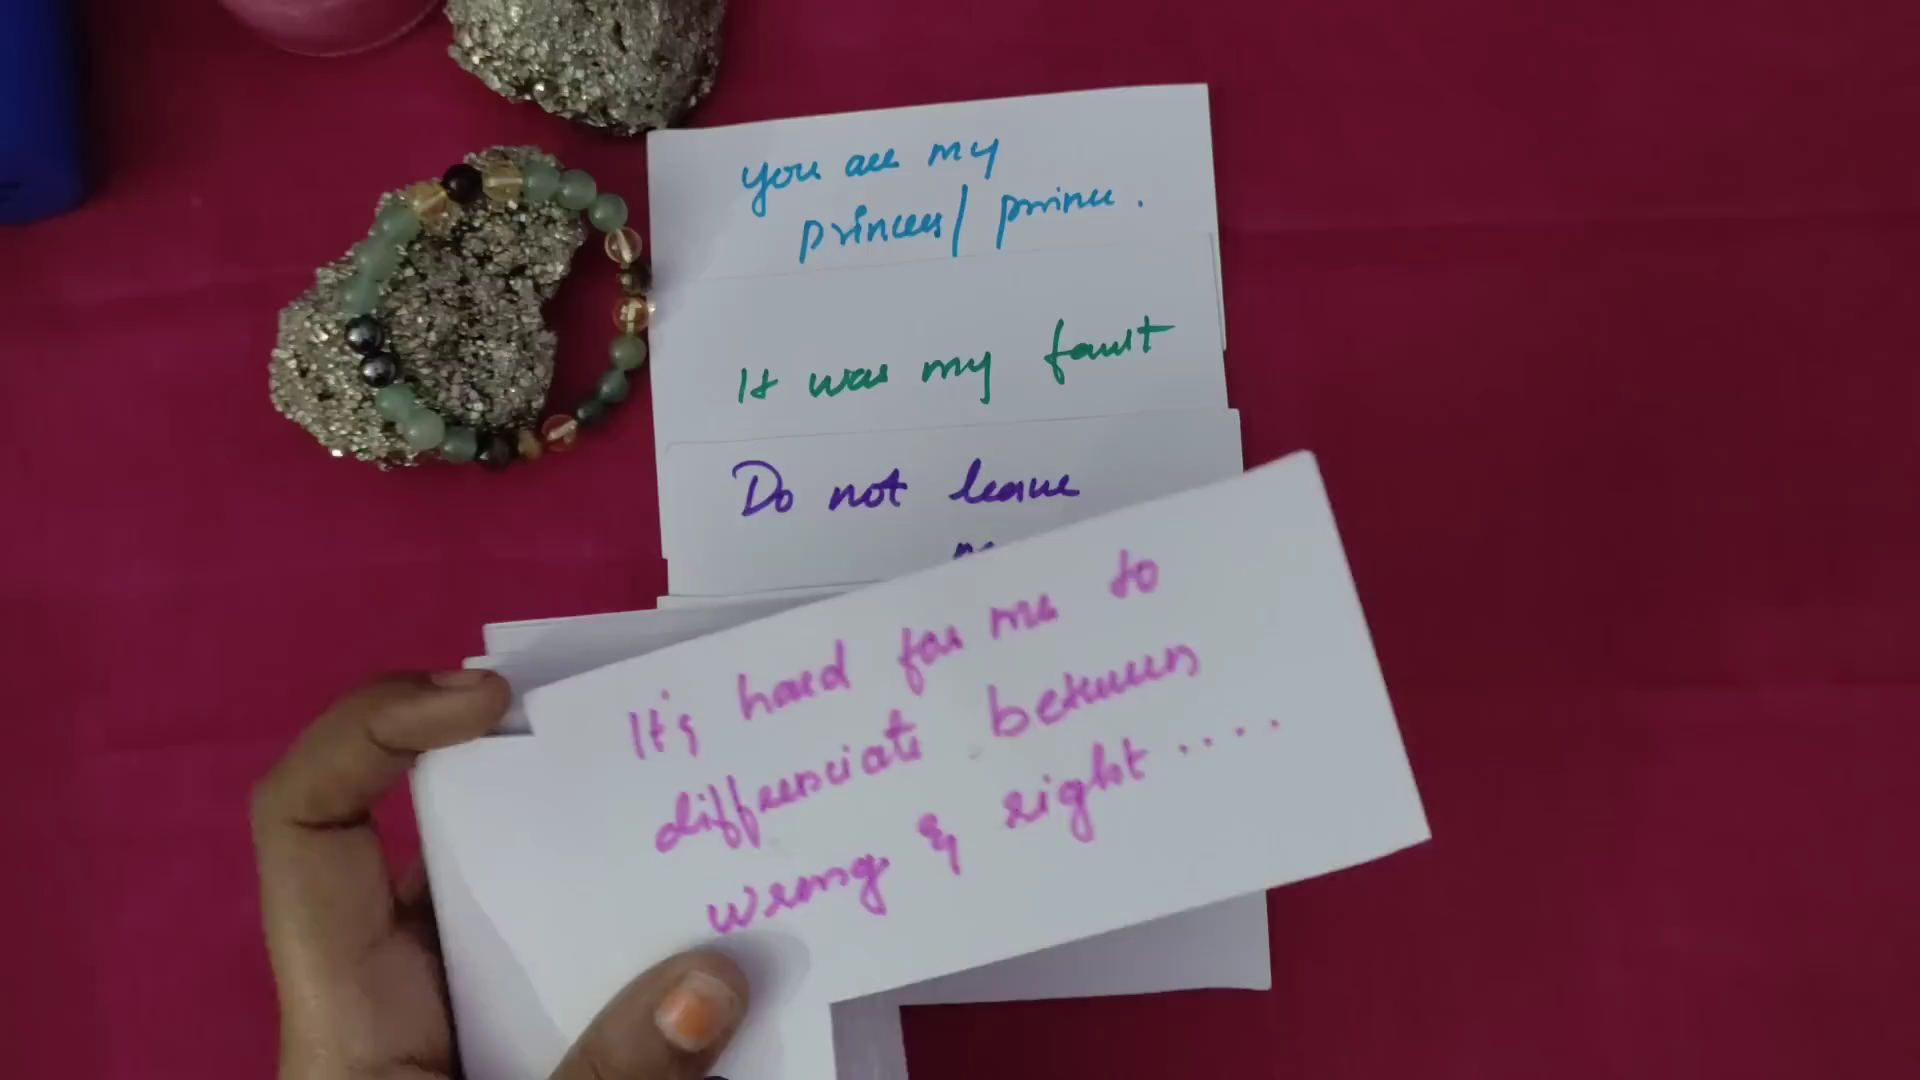 You are my
princess/ prince.
It was my fault
Do not leave
It's hard for me to
differenciate between
wrong & right....